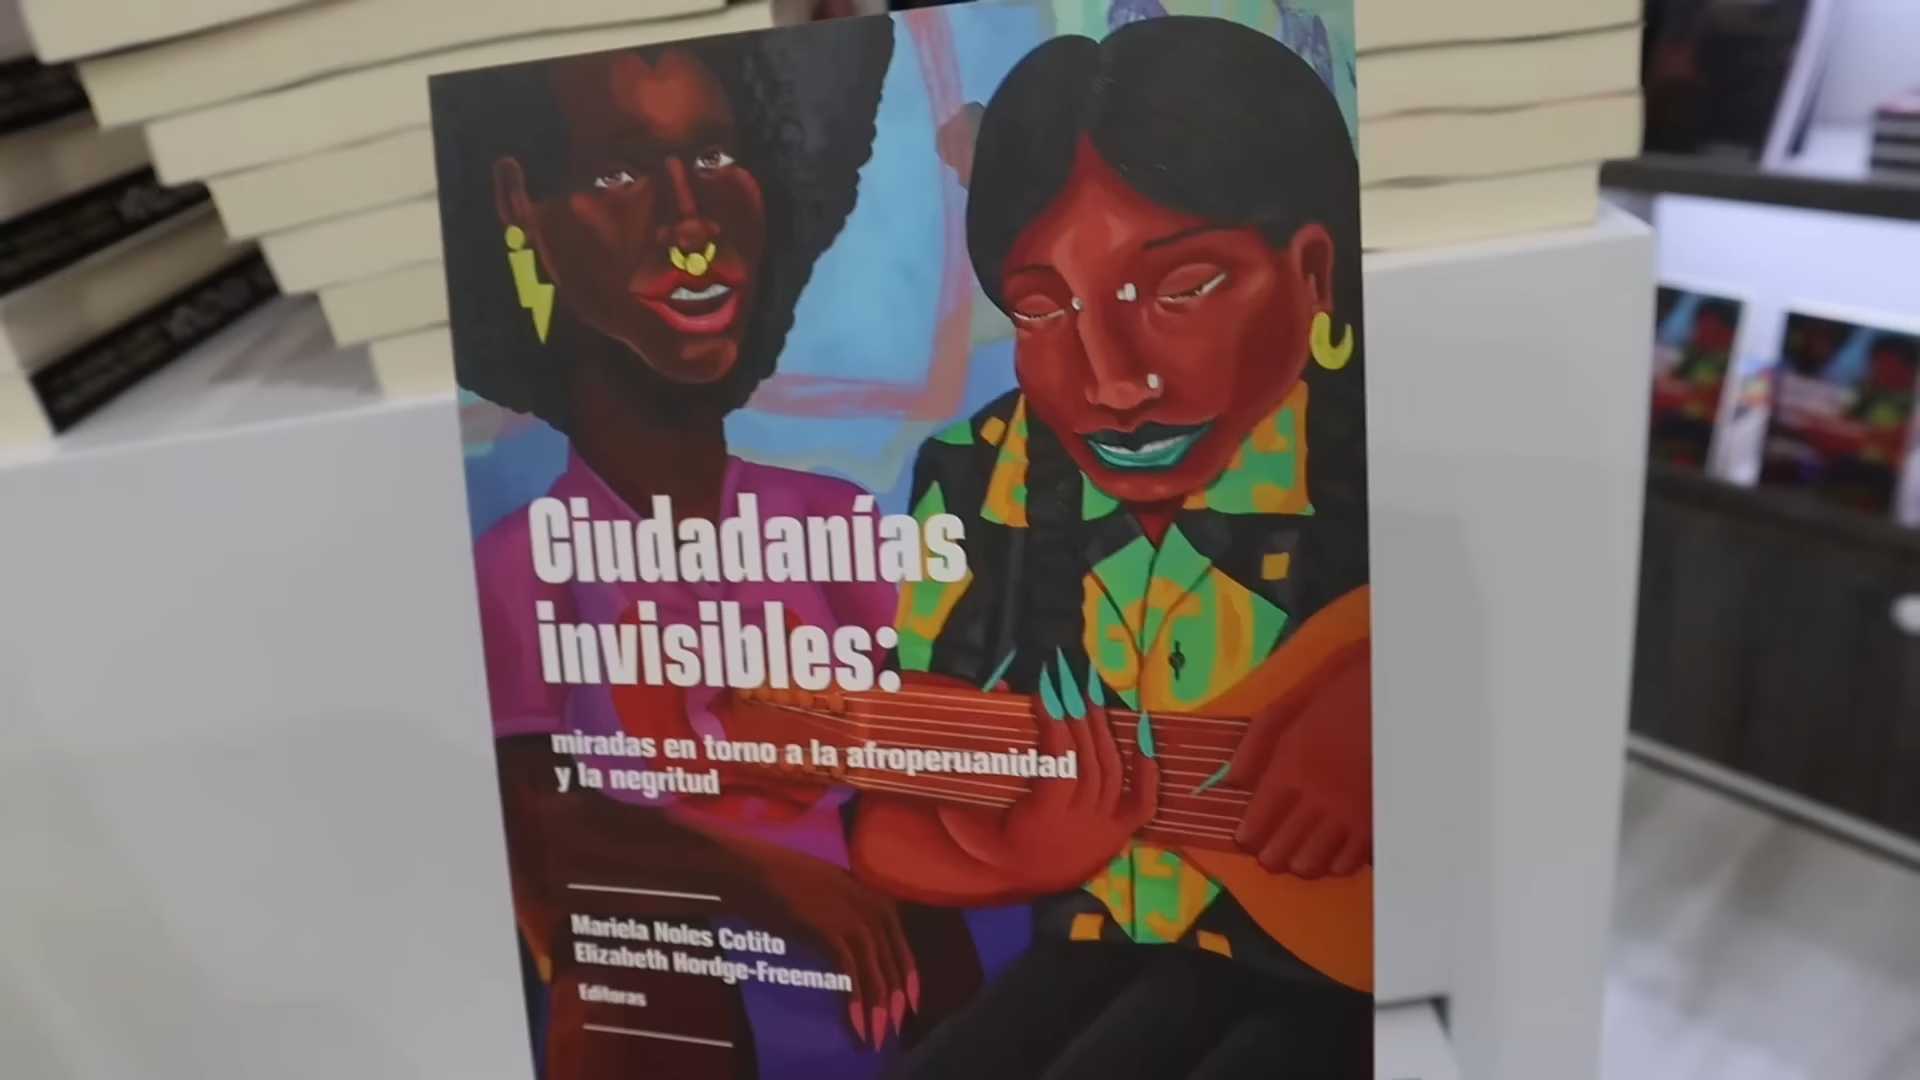 Ciudadanías
invisibles:
miradas en torno a la afroperuanidad
y la negritud
Mariela Noles Cotito
Elizabeth Hordge-Freeman
Editoras